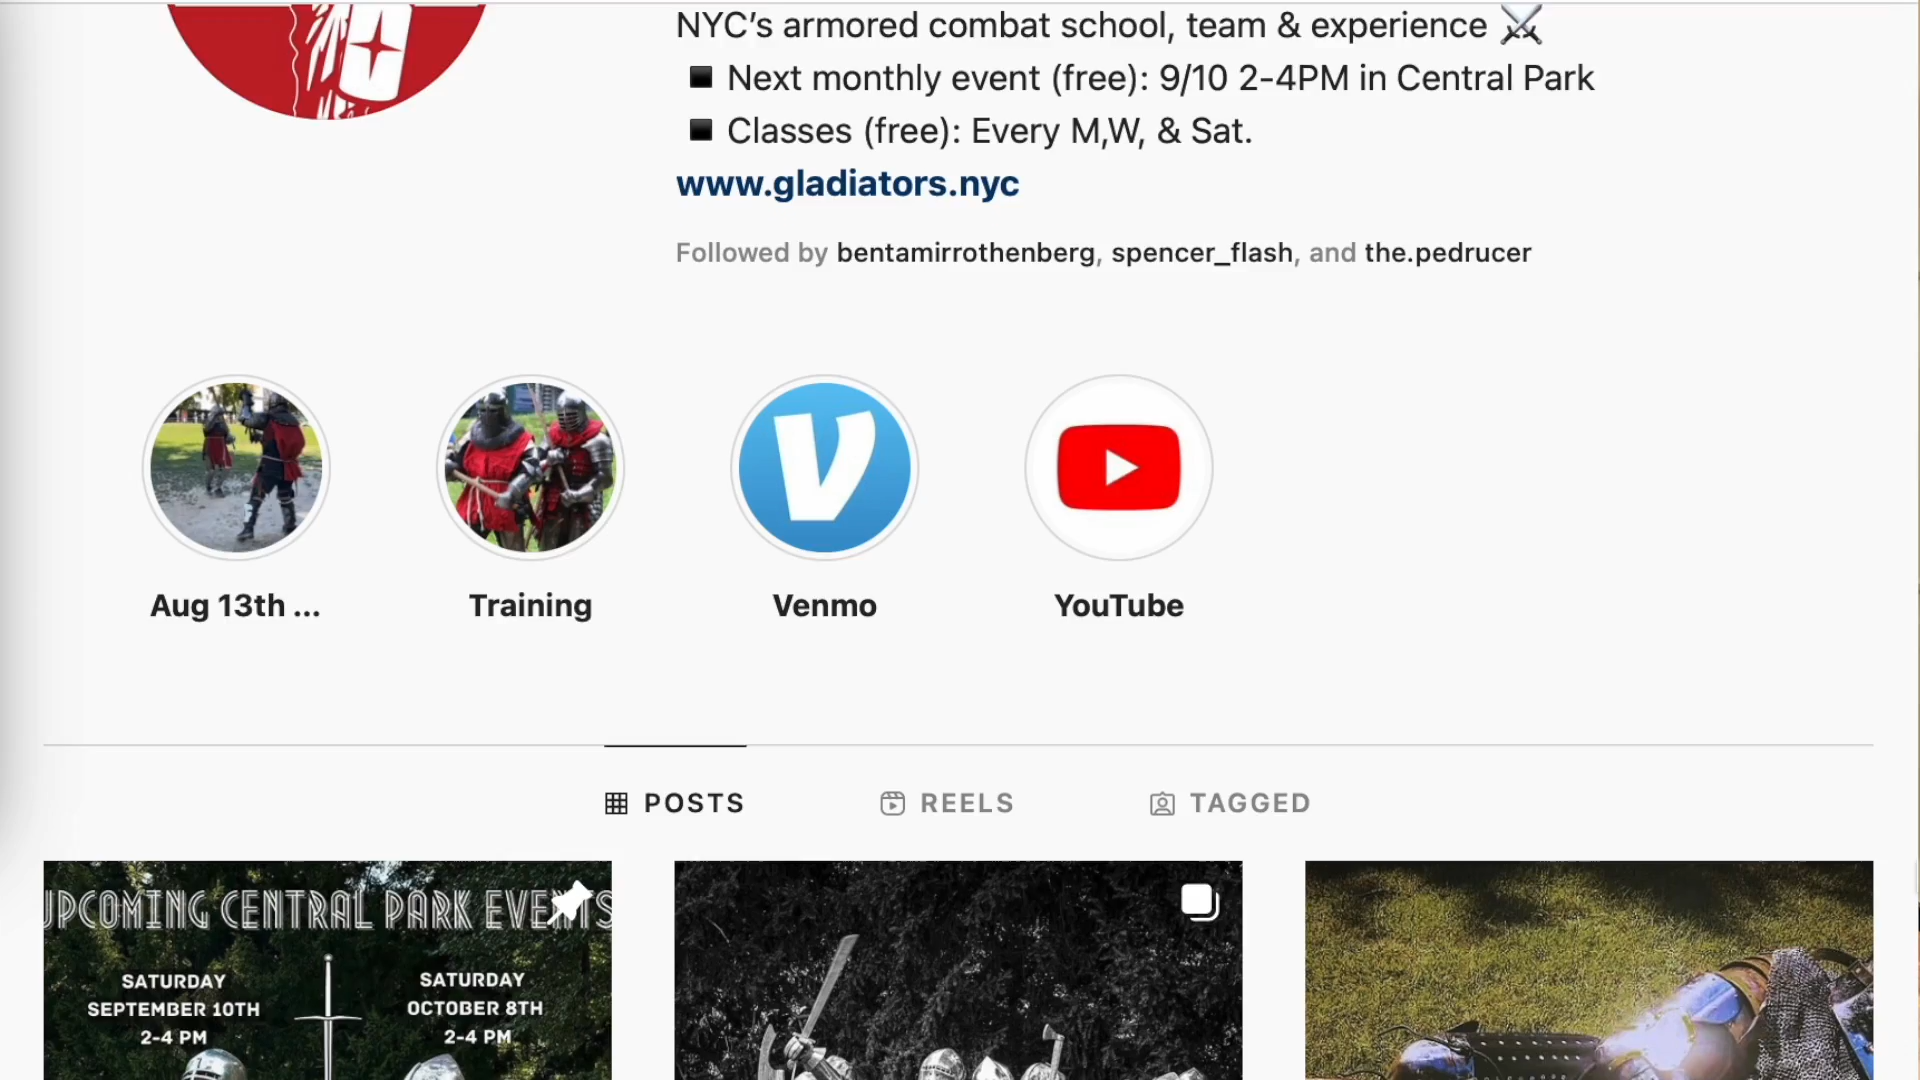 NYC’s armored combat school, team & experience ⚔️
◾ Next monthly event (free): 9/10 2-4PM in Central Park
◾ Classes (free): Every M,W, & Sat.
www.gladiators.nyc
Followed by bentamirrothenberg, spencer_flash, and the.pedrucer
Aug 13th ...
Training
Venmo
YouTube
POSTS
REELS
TAGGED
UPCOMING CENTRAL PARK EVENTS
SATURDAY
SEPTEMBER 10TH
2-4 PM
SATURDAY
OCTOBER 8TH
2-4 PM